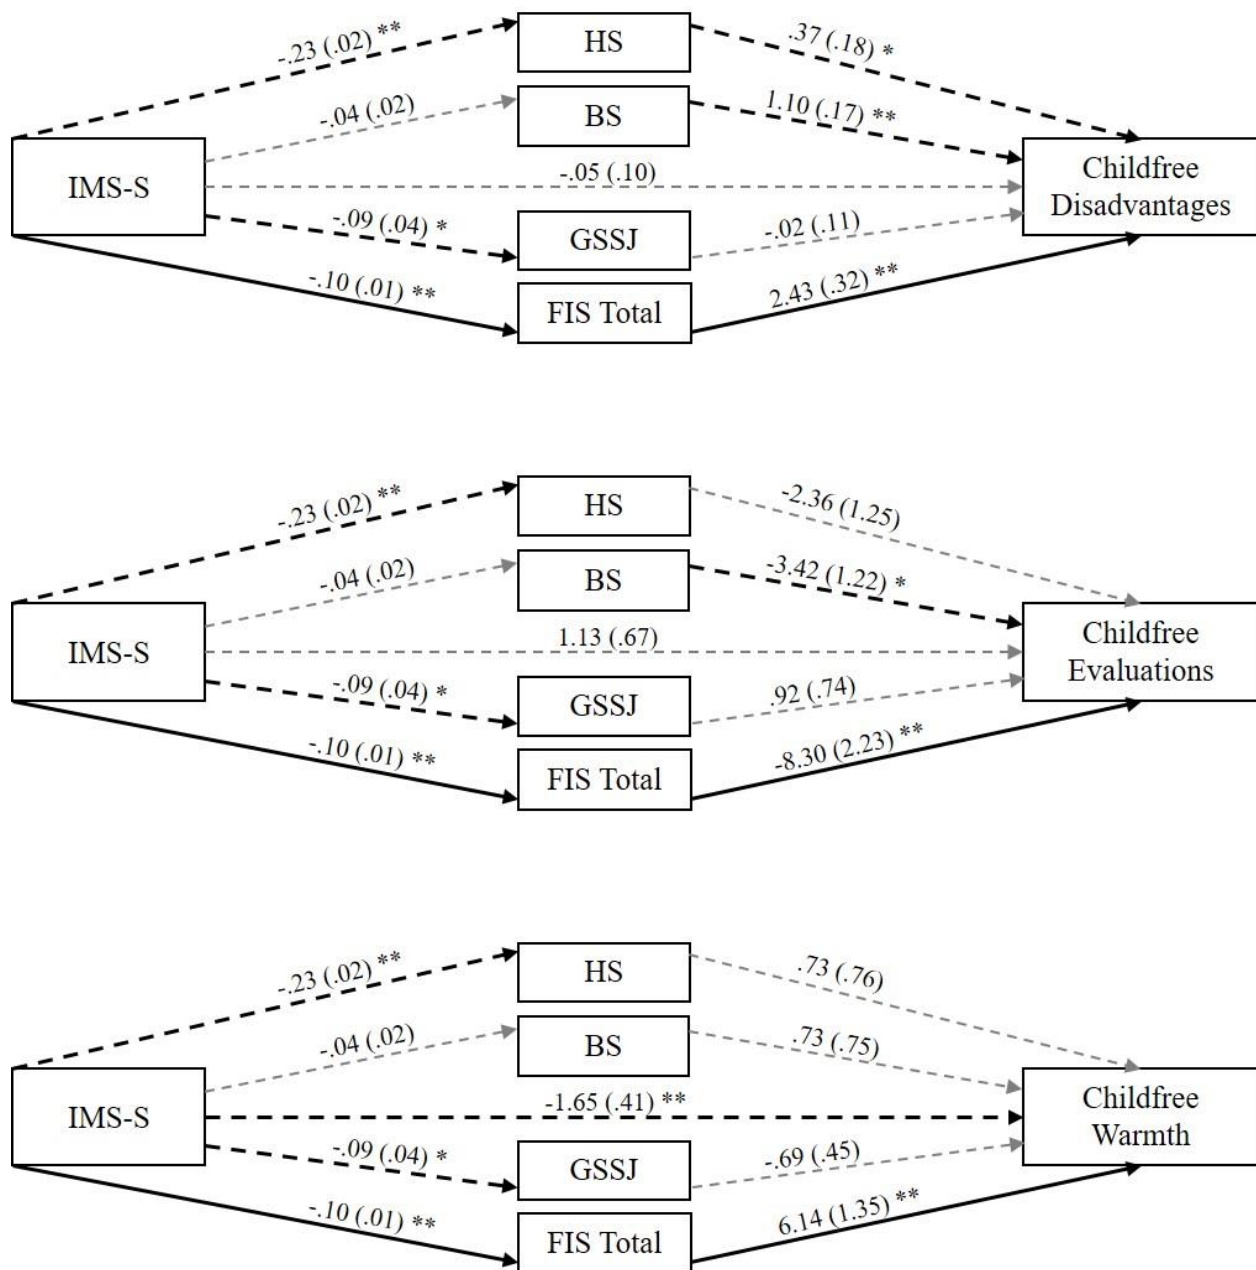 -.23 (.02) **
HS
.37 (.18) *
-.04 (.02)
BS
1.10 (.17) **
IMS-S
-.05 (.10)
Childfree
Disadvantages
-.09 (.04) *
GSSJ
-.02 (.11)
-.10 (.01) **
FIS Total
2.43 (.32) **
-.23 (.02) **
HS
-2.36 (1.25)
-.04 (.02)
BS
-3.42 (1.22) *
IMS-S
1.13 (.67)
Childfree
Evaluations
-.09 (.04) *
GSSJ
.92 (.74)
-.10 (.01) **
FIS Total
-8.30 (2.23) **
-.23 (.02) **
HS
.73 (.76)
-.04 (.02)
BS
.73 (.75)
IMS-S
-1.65 (.41) **
Childfree
Warmth
-.09 (.04) *
GSSJ
-.69 (.45)
-.10 (.01) **
FIS Total
6.14 (1.35) **